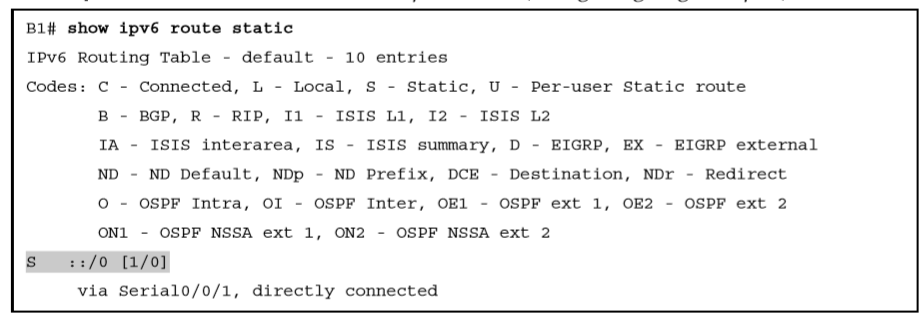 B1# show ipv6 route static
IPv6 Routing Table - default - 10 entries
Codes: C - Connected, L - Local, S - Static, U - Per-user Static route
B - BGP, R - RIP, I1 - ISIS L1, I2 - ISIS L2
IA - ISIS interarea, IS - ISIS summary, D - EIGRP, EX - EIGRP external
ND - ND Default, NDp - ND Prefix, DCE - Destination, NDr - Redirect
O - OSPF Intra, OI - OSPF Inter, OE1 - OSPF ext 1, OE2 - OSPF ext 2
ON1 - OSPF NSSA ext 1, ON2 - OSPF NSSA ext 2
S ::/0 [1/0]
via Serial0/0/1, directly connected